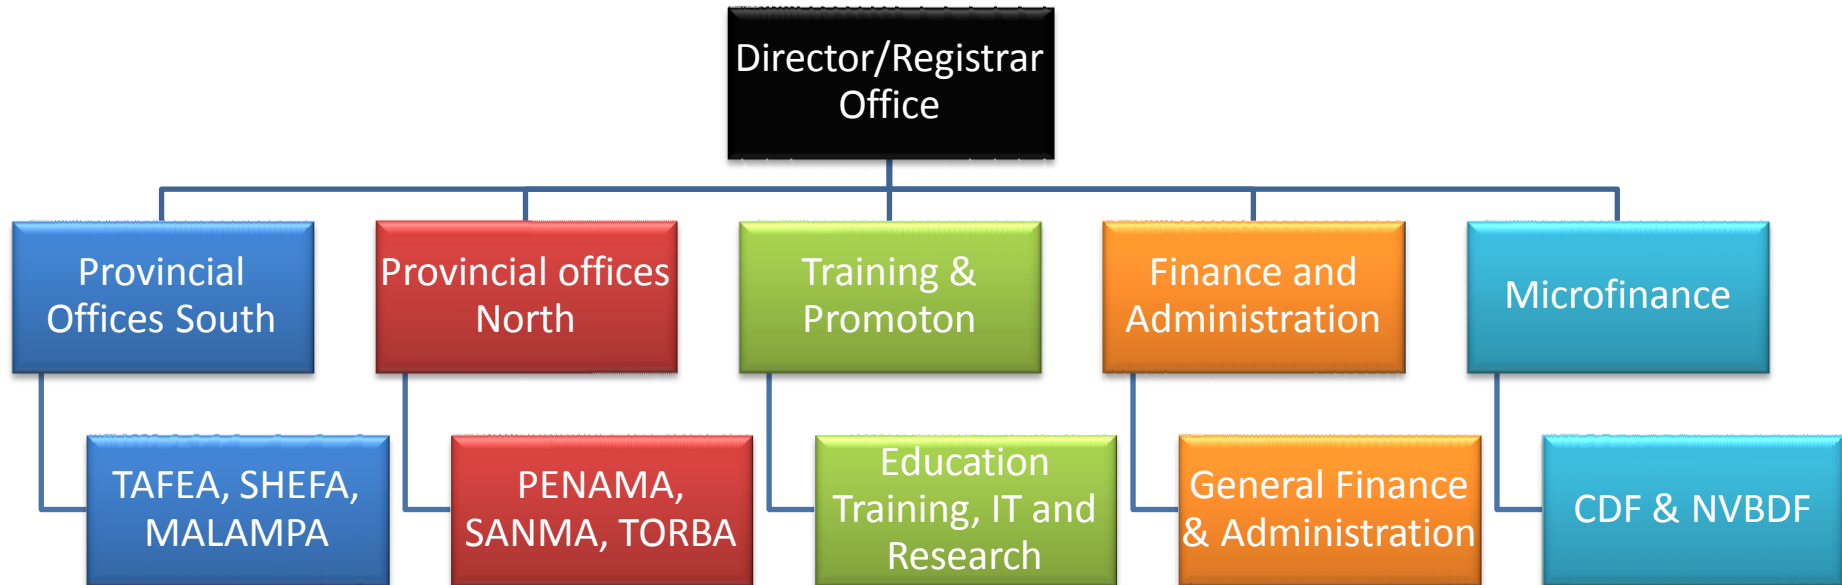 Director/Registrar
Office
Provincial
Offices South
Provincial offices
North
Training &
Promoton
Finance and
Administration
Microfinance
TAFEA, SHEFA,
MALAMPA
PENAMA,
SANMA, TORBA
Education
Training, IT and
Research
General Finance
& Administration
CDF & NVBDF